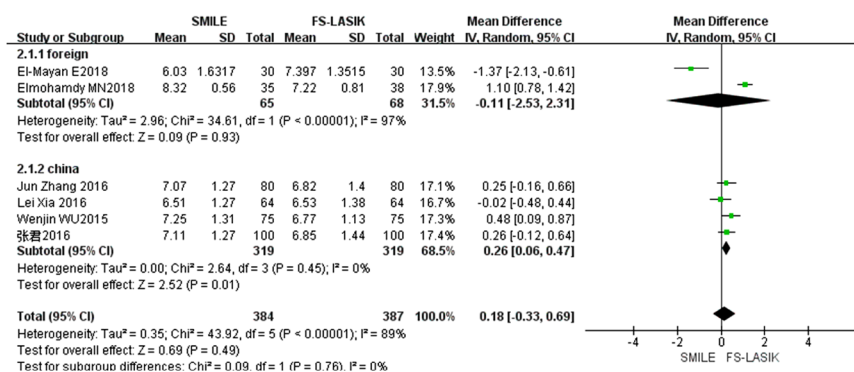 SMILE FS-LASIK Mean Difference Mean Difference
Study or Subgroup Mean SD Total Mean SD Total Weight IV, Random, 95% CI IV, Random, 95% CI
2.1.1 foreign
El-Mayan E2018 6.03 1.6317 30 7.397 1.3515 30 13.5% -1.37 [-2.13, -0.61]
Elmohamdy MN2018 8.32 0.56 35 7.22 0.81 38 17.9% 1.10 [0.78, 1.42]
Subtotal (95% CI) 65 68 31.5% -0.11 [-2.53, 2.31]
Heterogeneity: Tau² = 2.96; Chi² = 34.61, df = 1 (P < 0.00001); I² = 97%
Test for overall effect: Z = 0.09 (P = 0.93)
2.1.2 china
Jun Zhang 2016 7.07 1.27 80 6.82 1.4 80 17.1% 0.25 [-0.16, 0.66]
Lei Xia 2016 6.51 1.27 64 6.53 1.38 64 16.7% -0.02 [-0.48, 0.44]
Wenjin WU2015 7.25 1.31 75 6.77 1.13 75 17.4% 0.48 [0.09, 0.87]
张君2016 7.11 1.27 100 6.85 1.44 100 17.4% 0.26 [-0.12, 0.64]
Subtotal (95% CI) 319 319 68.5% 0.26 [0.06, 0.47]
Heterogeneity: Tau² = 0.00; Chi² = 2.64, df = 3 (P = 0.45); I² = 0%
Test for overall effect: Z = 2.52 (P = 0.01)
Total (95% CI) 384 387 100.0% 0.18 [-0.33, 0.69]
Heterogeneity: Tau² = 0.35; Chi² = 43.92, df = 5 (P < 0.00001); I² = 89%
Test for overall effect: Z = 0.69 (P = 0.49)
Test for subgroup differences: Chi² = 0.09, df = 1 (P = 0.76), I² = 0%
-4 -2 0 2 4
SMILE FS-LASIK